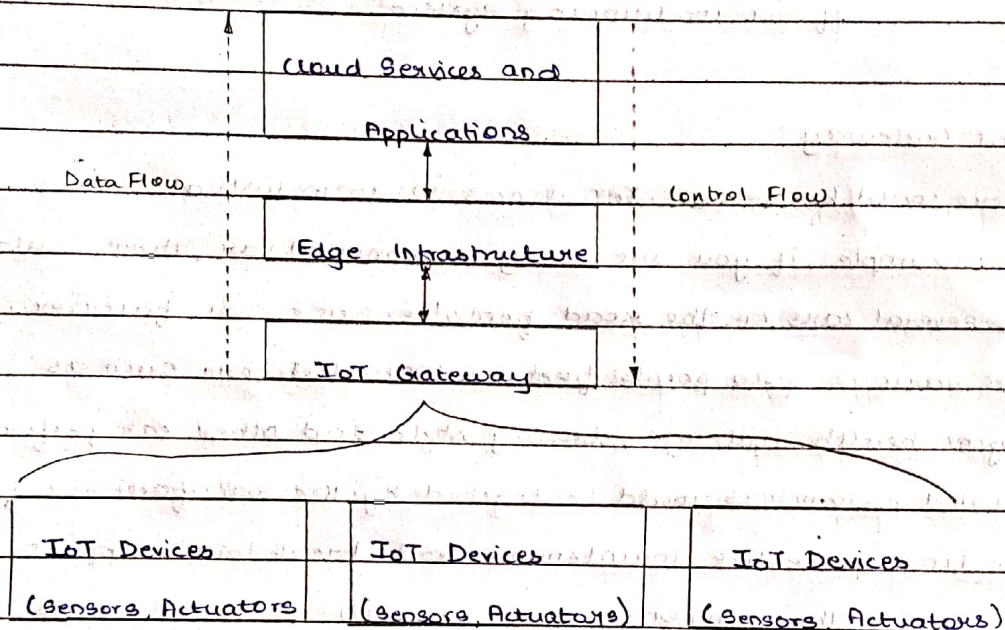 Cloud Services and
Applications
Data Flow
Control Flow
Edge Infrastructure
IoT Gateway
IoT Devices
(Sensors, Actuators
IoT Devices
(Sensors, Actuators)
IoT Devices
(Sensors, Actuators)